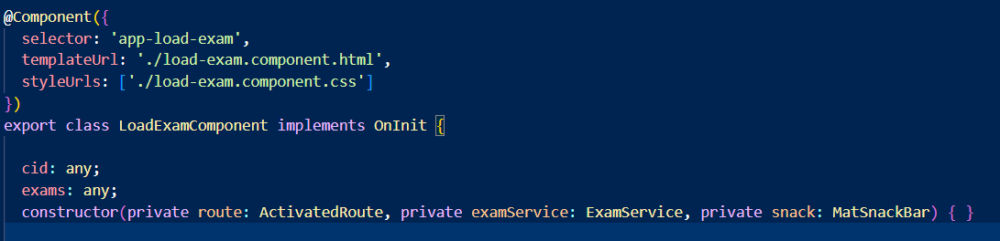 @Component({
  selector: 'app-load-exam',
  templateUrl: './load-exam.component.html',
  styleUrls: ['./load-exam.component.css']
})
export class LoadExamComponent implements OnInit {
  cid: any;
  exams: any;
  constructor(private route: ActivatedRoute, private examService: ExamService, private snack: MatSnackBar) { }